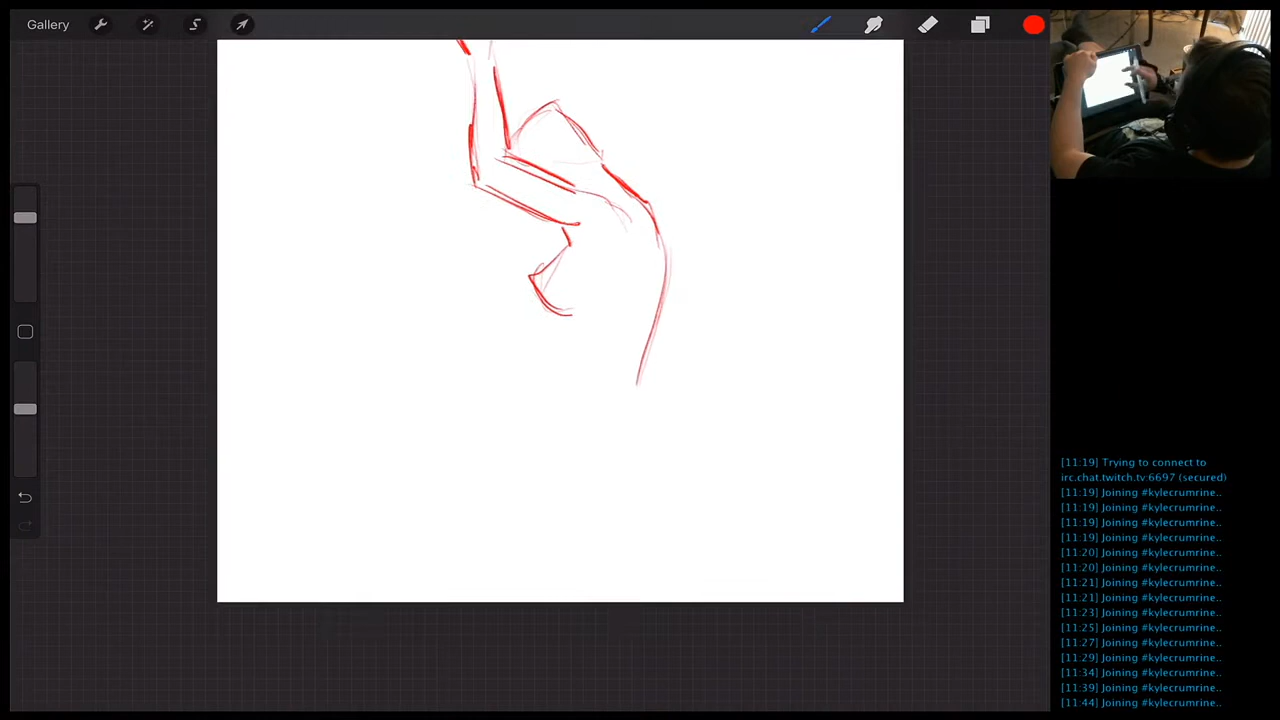 Gallery
[11:19] Trying to connect to
irc.chat.twitch.tv:6697 (secured)
[11:19] Joining #kylecrumrine..
[11:19] Joining #kylecrumrine..
[11:19] Joining #kylecrumrine..
[11:19] Joining #kylecrumrine..
[11:20] Joining #kylecrumrine..
[11:20] Joining #kylecrumrine..
[11:21] Joining #kylecrumrine..
[11:21] Joining #kylecrumrine..
[11:23] Joining #kylecrumrine..
[11:25] Joining #kylecrumrine..
[11:27] Joining #kylecrumrine..
[11:29] Joining #kylecrumrine..
[11:34] Joining #kylecrumrine..
[11:39] Joining #kylecrumrine..
[11:44] Joining #kylecrumrine..